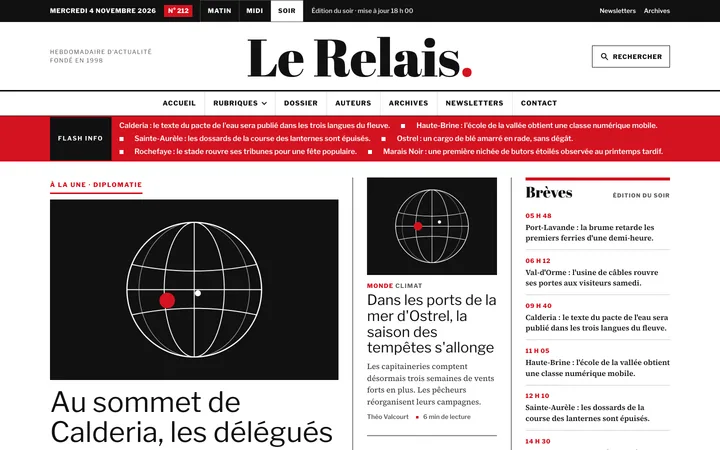 MERCREDI 4 NOVEMBRE 2026
N° 212
MATIN
MIDI
SOIR
Édition du soir · mise à jour 18 h 00
Newsletters
Archives
HEBDOMADAIRE D'ACTUALITÉ
FONDÉ EN 1998
Le Relais.
RECHERCHER
ACCUEIL
RUBRIQUES
DOSSIER
AUTEURS
ARCHIVES
NEWSLETTERS
CONTACT
FLASH INFO
Calderia : le texte du pacte de l'eau sera publié dans les trois langues du fleuve.
Haute-Brine : l'école de la vallée obtient une classe numérique mobile.
Sainte-Aurèle : les dossards de la course des lanternes sont épuisés.
Ostrel : un cargo de blé amarré en rade, sans dégât.
Rochefaye : le stade rouvre ses tribunes pour une fête populaire.
Marais Noir : une première nichée de butors étoilés observée au printemps tardif.
À LA UNE · DIPLOMATIE
Au sommet de
Calderia, les délégués
MONDE CLIMAT
Dans les ports de la
mer d'Ostrel, la
saison des
tempêtes s'allonge
Les capitaineries comptent
désormais trois semaines de vents
forts en plus. Les pêcheurs
réorganisent leurs campagnes.
Théo Valcourt
6 min de lecture
Brèves
ÉDITION DU SOIR
05 H 48
Port-Lavande : la brume retarde les
premiers ferries d'une demi-heure.
06 H 12
Val-d'Orme : l'usine de câbles rouvre
ses portes aux visiteurs samedi.
09 H 40
Calderia : le texte du pacte de l'eau sera
publié dans les trois langues du fleuve.
11 H 05
Haute-Brine : l'école de la vallée obtient
une classe numérique mobile.
12 H 10
Sainte-Aurèle : les dossards de la
course des lanternes sont épuisés.
14 H 30